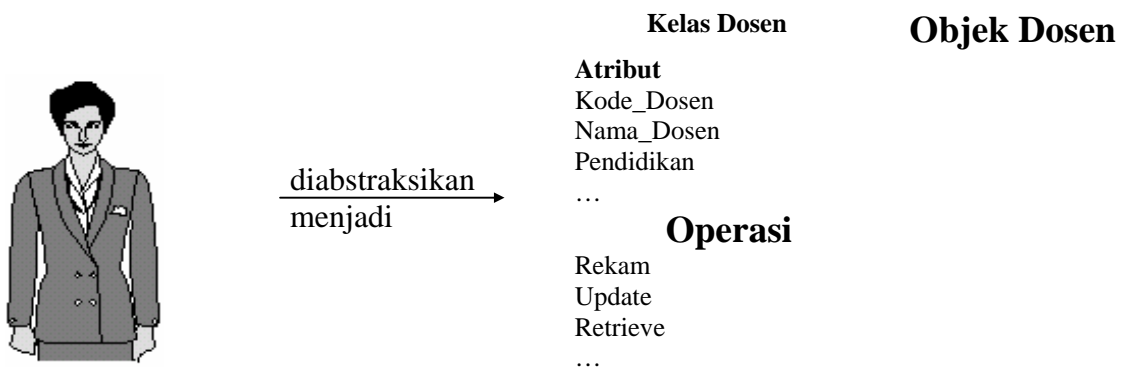 Kelas Dosen
Objek Dosen
Atribut
Kode_Dosen
Nama_Dosen
Pendidikan
…
diabstraksikan
menjadi
Operasi
Rekam
Update
Retrieve
…